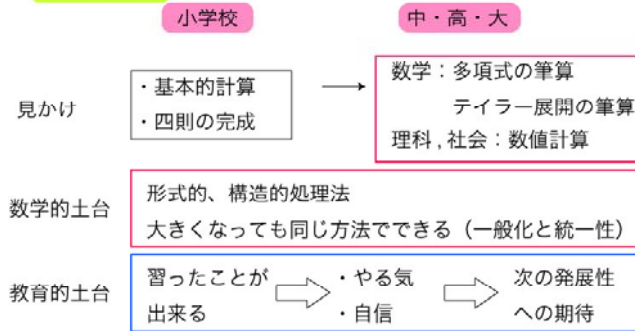 小学校
中・高・大
見かけ
・基本的計算
・四則の完成
数学：多項式の筆算
テイラー展開の筆算
理科,社会：数値計算
数学的土台
形式的、構造的処理法
大きくなっても同じ方法でできる（一般化と統一性）
教育的土台
習ったことが
出来る
・やる気
・自信
次の発展性
への期待